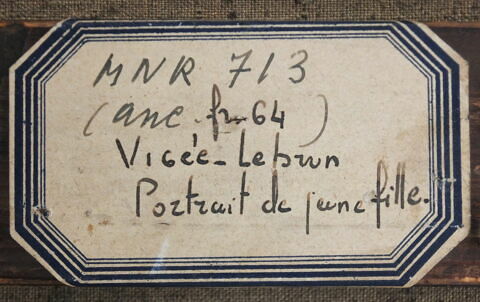 MNR 713
(anc. fr-64)
Vigée-Lebrun
Portrait de jeune fille.